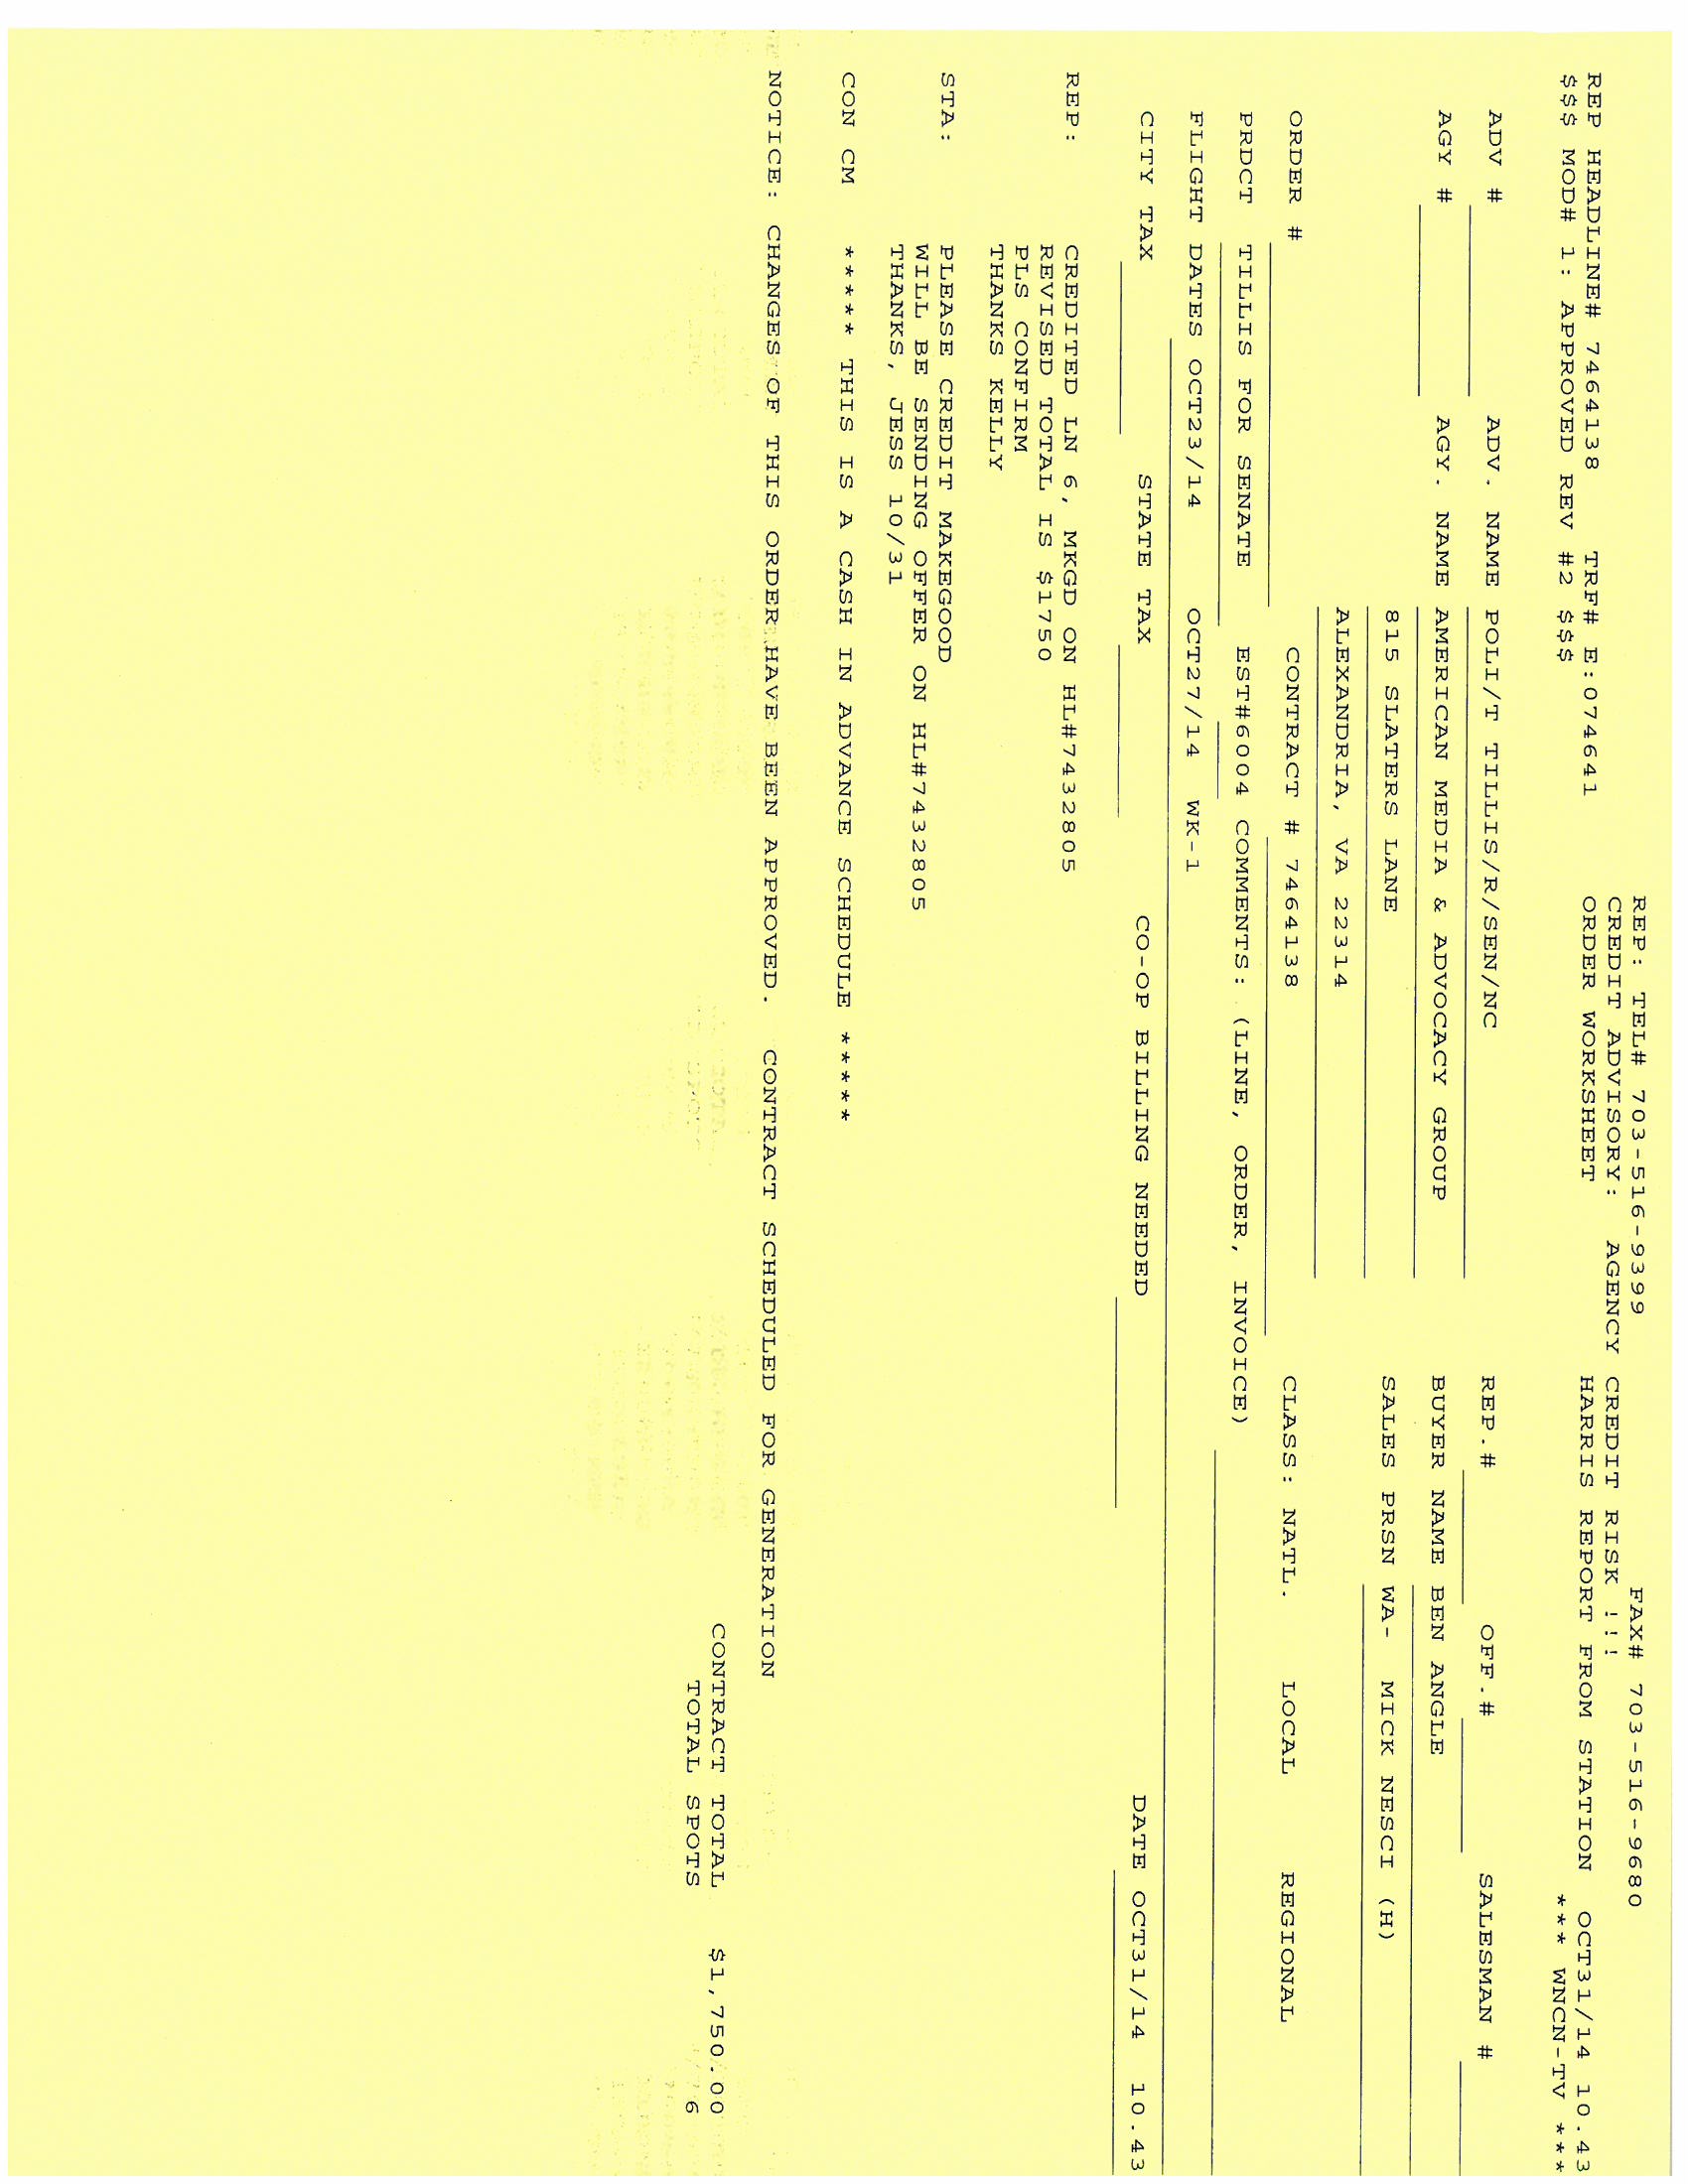 REP: TEL# 703-516-9399 FAX# 703-516-9680
CREDIT ADVISORY: AGENCY CREDIT RISK !!!
REP HEADLINE# 7464138 TRF# E:074641 ORDER WORKSHEET HARRIS REPORT FROM STATION OCT31/14 10.43
$$$ MOD# 1: APPROVED REV #2 $$$ *** WNCN-TV ***
ADV # ADV. NAME POLI/T TILLIS/R/SEN/NC REP.# OFF.# SALESMAN #
AGY # AGY. NAME AMERICAN MEDIA & ADVOCACY GROUP BUYER NAME BEN ANGLE
815 SLATERS LANE SALES PRSN WA- MICK NESCI (H)
ALEXANDRIA, VA 22314
ORDER # CONTRACT # 7464138 CLASS: NATL. LOCAL REGIONAL
PRDCT TILLIS FOR SENATE EST#6004 COMMENTS: (LINE, ORDER, INVOICE)
FLIGHT DATES OCT23/14 OCT27/14 WK-1
CITY TAX STATE TAX CO-OP BILLING NEEDED DATE OCT31/14 10.43
REP: CREDITED LN 6, MKGD ON HL#7432805
REVISED TOTAL IS $1750
PLS CONFIRM
THANKS KELLY
STA: PLEASE CREDIT MAKEGOOD
WILL BE SENDING OFFER ON HL#7432805
THANKS, JESS 10/31
CON CM ***** THIS IS A CASH IN ADVANCE SCHEDULE *****
NOTICE: CHANGES OF THIS ORDER HAVE BEEN APPROVED. CONTRACT SCHEDULED FOR GENERATION
CONTRACT TOTAL $1,750.00
TOTAL SPOTS 6